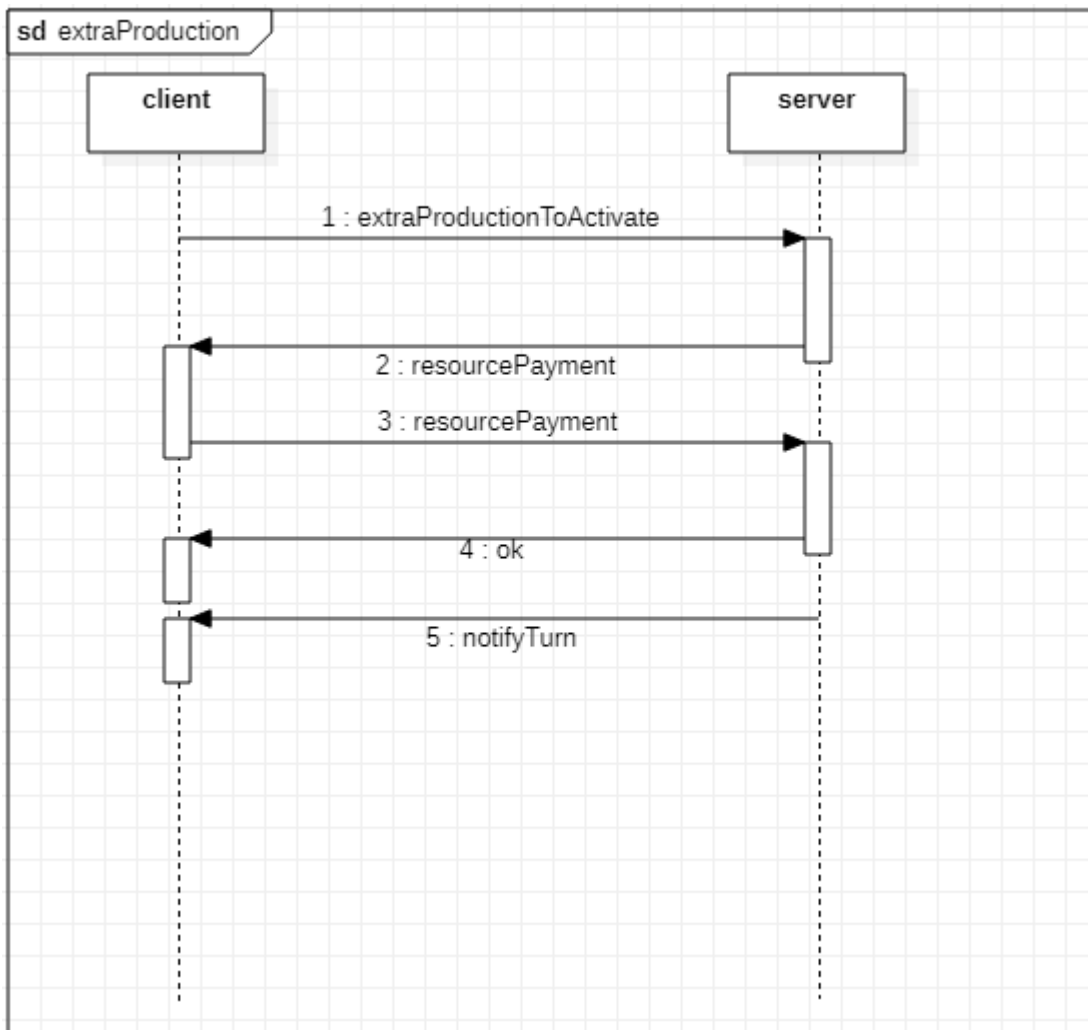 sd extraProduction
client
server
1 : extraProductionToActivate
2 : resourcePayment
3 : resourcePayment
4 : ok
5 : notifyTurn